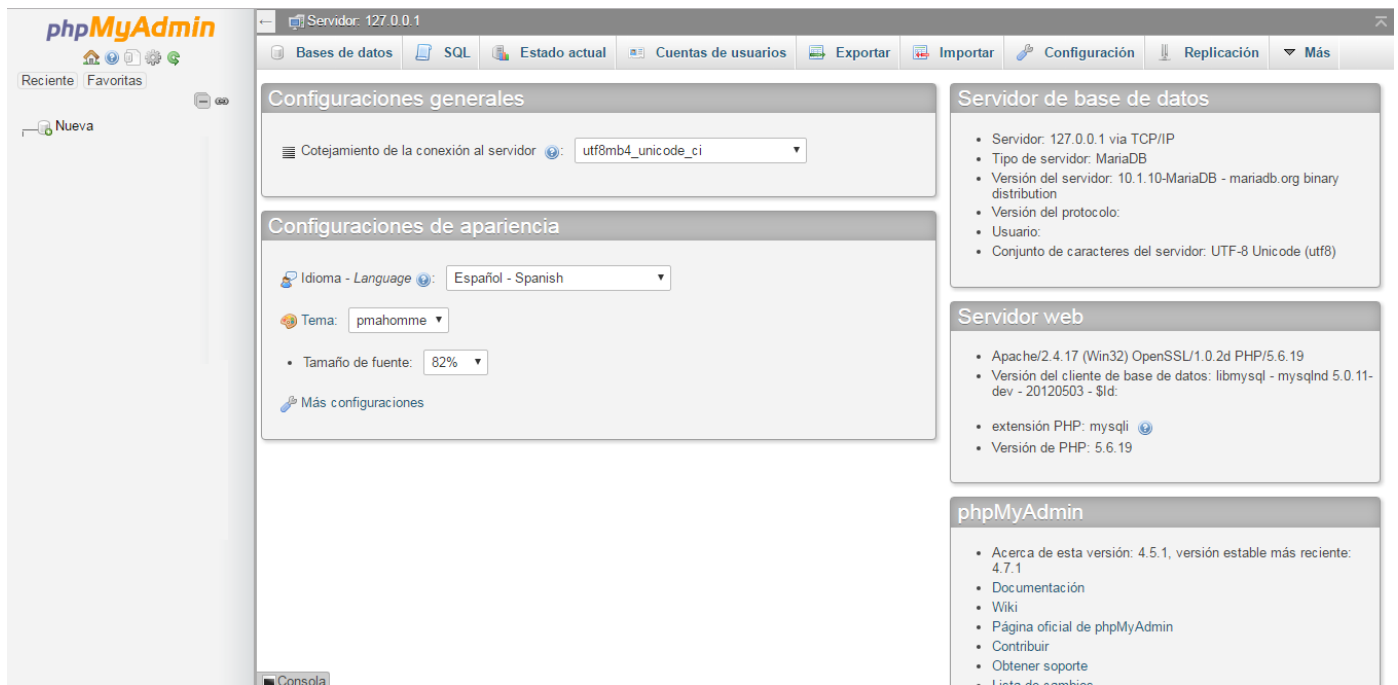 phpMyAdmin
Reciente Favoritas
Nueva
Servidor: 127.0.0.1
Bases de datos SQL Estado actual Cuentas de usuarios Exportar Importar Configuración Replicación Más
Configuraciones generales
Cotejamiento de la conexión al servidor : utf8mb4_unicode_ci
Configuraciones de apariencia
Idioma - Language : Español - Spanish
Tema: pmahomme
Tamaño de fuente: 82%
Más configuraciones
Consola
Servidor de base de datos
Servidor: 127.0.0.1 via TCP/IP
Tipo de servidor: MariaDB
Versión del servidor: 10.1.10-MariaDB - mariadb.org binary
distribution
Versión del protocolo:
Usuario:
Conjunto de caracteres del servidor: UTF-8 Unicode (utf8)
Servidor web
Apache/2.4.17 (Win32) OpenSSL/1.0.2d PHP/5.6.19
Versión del cliente de base de datos: libmysql - mysqlnd 5.0.11-
dev - 20120503 - $Id:
extensión PHP: mysqli
Versión de PHP: 5.6.19
phpMyAdmin
Acerca de esta versión: 4.5.1, versión estable más reciente:
4.7.1
Documentación
Wiki
Página oficial de phpMyAdmin
Contribuir
Obtener soporte
Lista de cambios